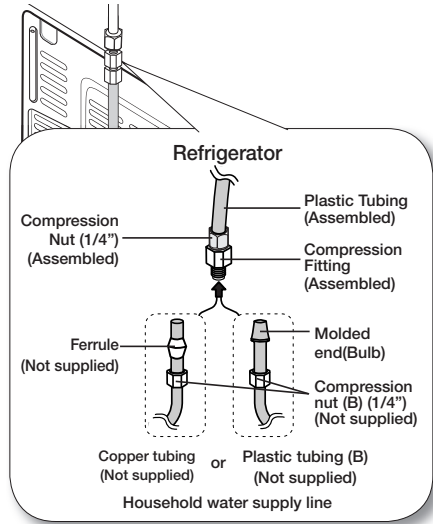 Refrigerator
Plastic Tubing
(Assembled)
Compression
Nut (1/4”)
(Assembled)
Compression
Fitting
(Assembled)
Ferrule
(Not supplied)
Molded
end(Bulb)
Compression
nut (B) (1/4”)
(Not supplied)
Copper tubing
(Not supplied)
or
Plastic tubing (B)
(Not supplied)
Household water supply line